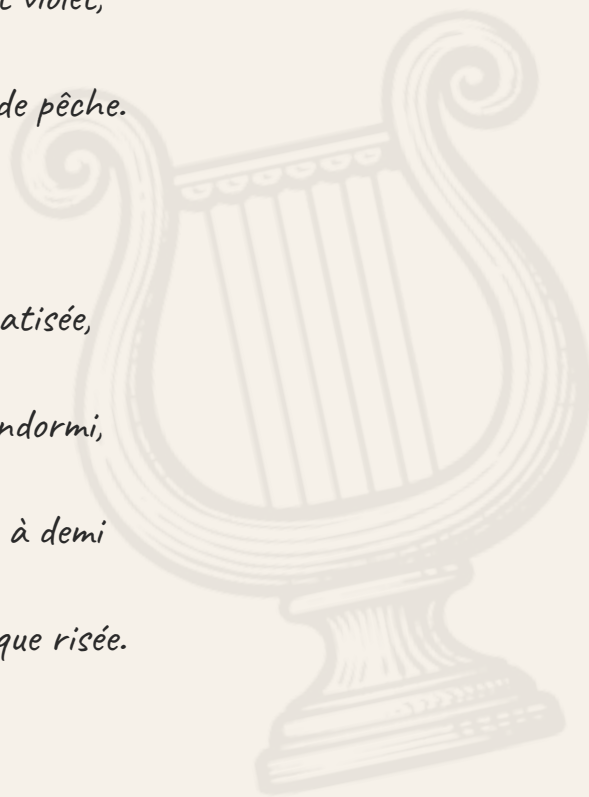 violet,
de pêche.
atisée,
ndormi,
à demi
que risée.